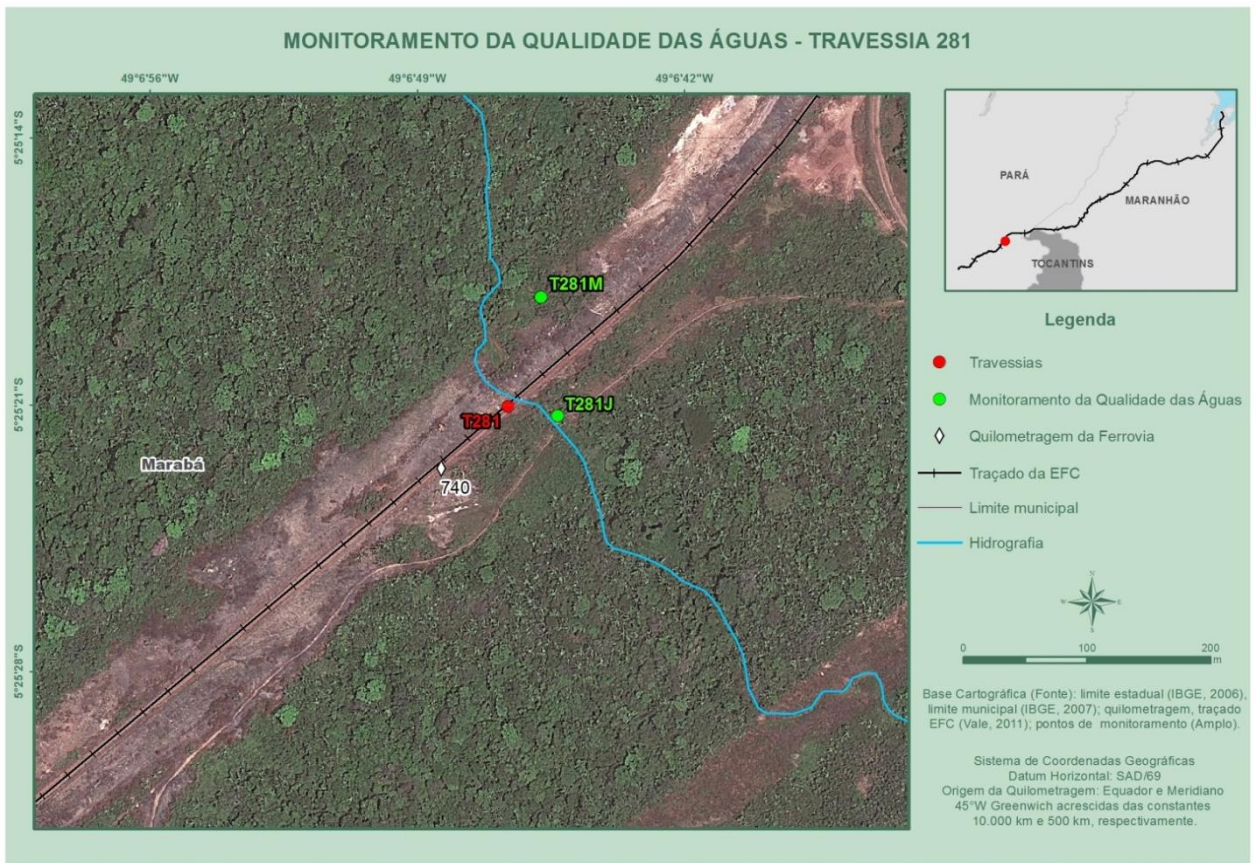 MONITORAMENTO DA QUALIDADE DAS ÁGUAS - TRAVESSIA 281
49°6'56"W
49°6'49"W
49°6'42"W
5°25'14"S
5°25'21"S
5°25'28"S
T281M
T281J
T281
Marabá
740
PARÁ
MARANHÃO
TOCANTINS
Legenda
Travessias
Monitoramento da Qualidade das Águas
Quilometragem da Ferrovia
Traçado da EFC
Limite municipal
Hidrografia
N
W
E
S
0
100
200
m
Base Cartográfica (Fonte): limite estadual (IBGE, 2006),
limite municipal (IBGE, 2007); quilometragem, traçado
EFC (Vale, 2011); pontos de monitoramento (Amplo).
Sistema de Coordenadas Geográficas
Datum Horizontal: SAD/69
Origem da Quilometragem: Equador e Meridiano
45°W Greenwich acrescidas das constantes
10.000 km e 500 km, respectivamente.